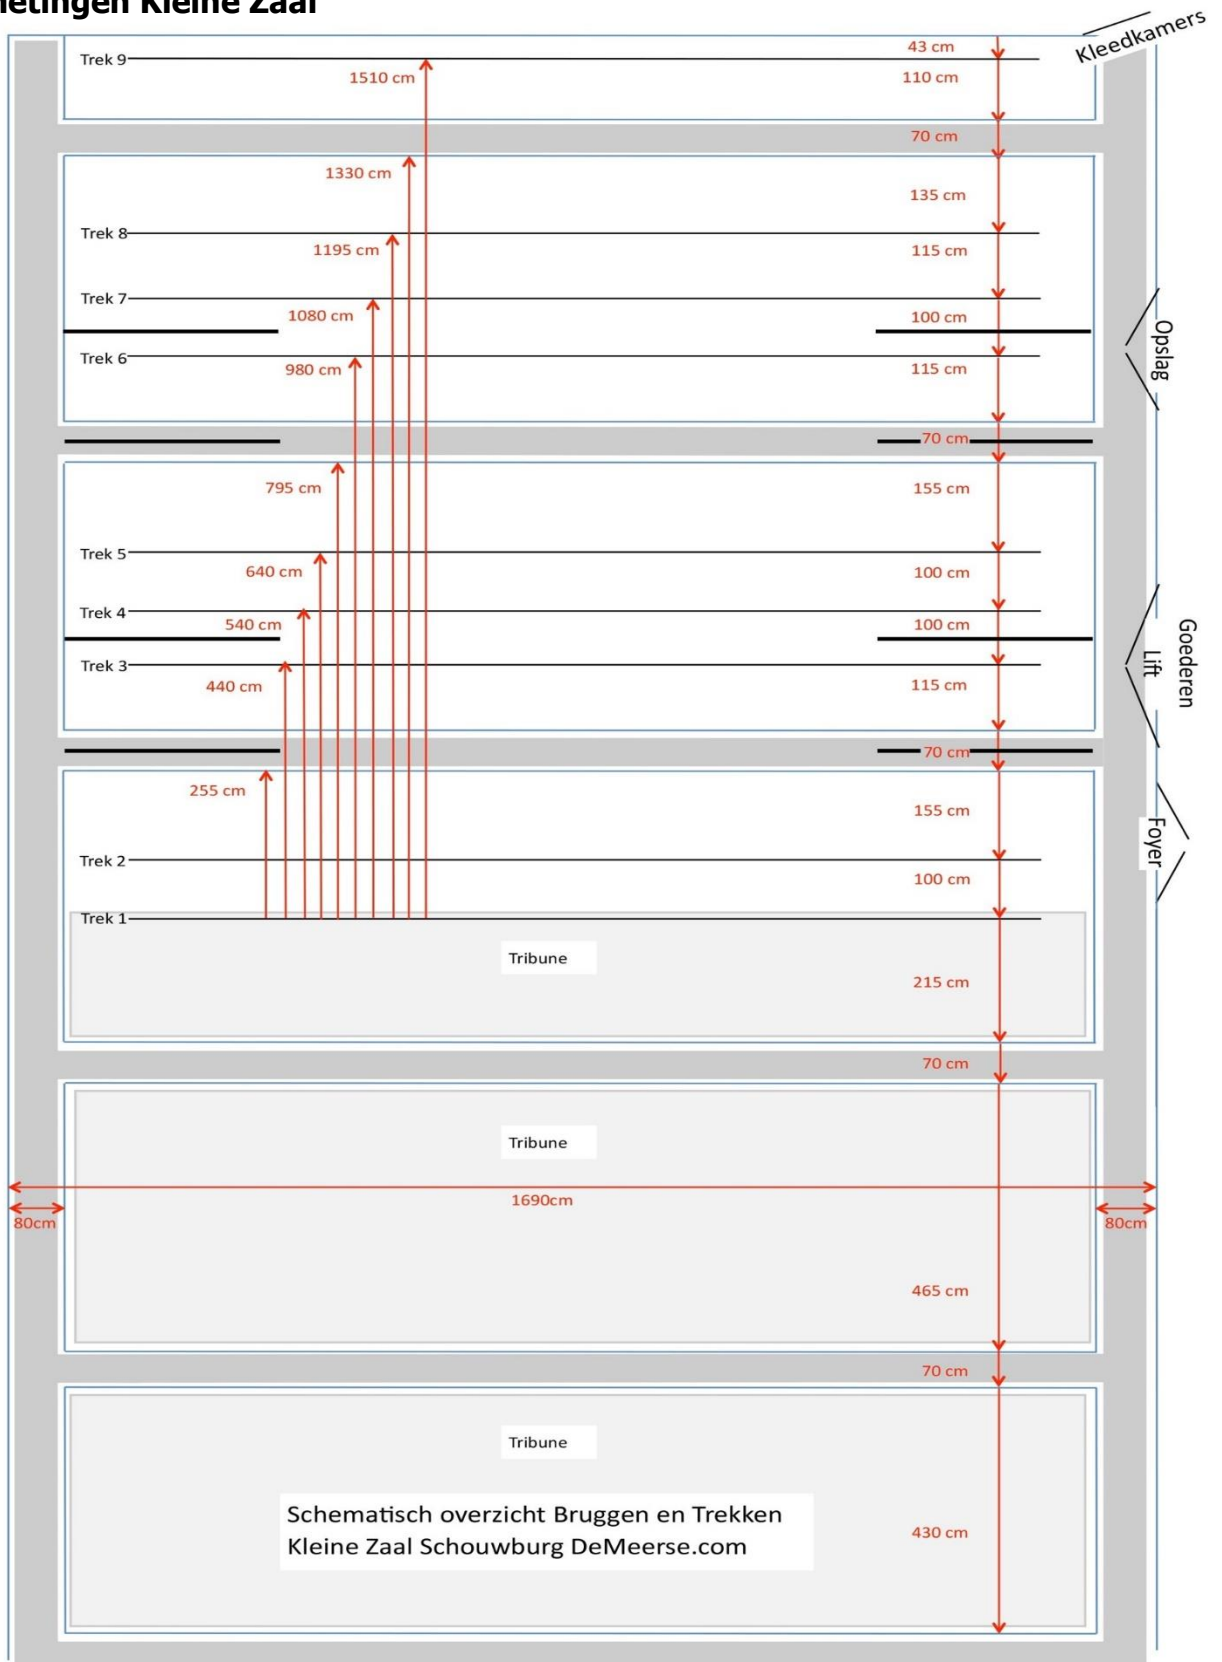 metingen Kleine Zaal
Kleedkamers
43 cm
Trek 9
1510 cm
110 cm
70 cm
1330 cm
135 cm
Trek 8
1195 cm
115 cm
Trek 7
1080 cm
100 cm
Opslag
Trek 6
980 cm
115 cm
70 cm
795 cm
155 cm
Trek 5
640 cm
100 cm
Trek 4
540 cm
100 cm
Goederen
Lift
Trek 3
440 cm
115 cm
70 cm
255 cm
155 cm
Foyer
Trek 2
100 cm
Trek 1
Tribune
215 cm
70 cm
Tribune
1690cm
80cm
80cm
465 cm
70 cm
Tribune
Schematisch overzicht Bruggen en Trekken
Kleine Zaal Schouwburg DeMeerse.com
430 cm